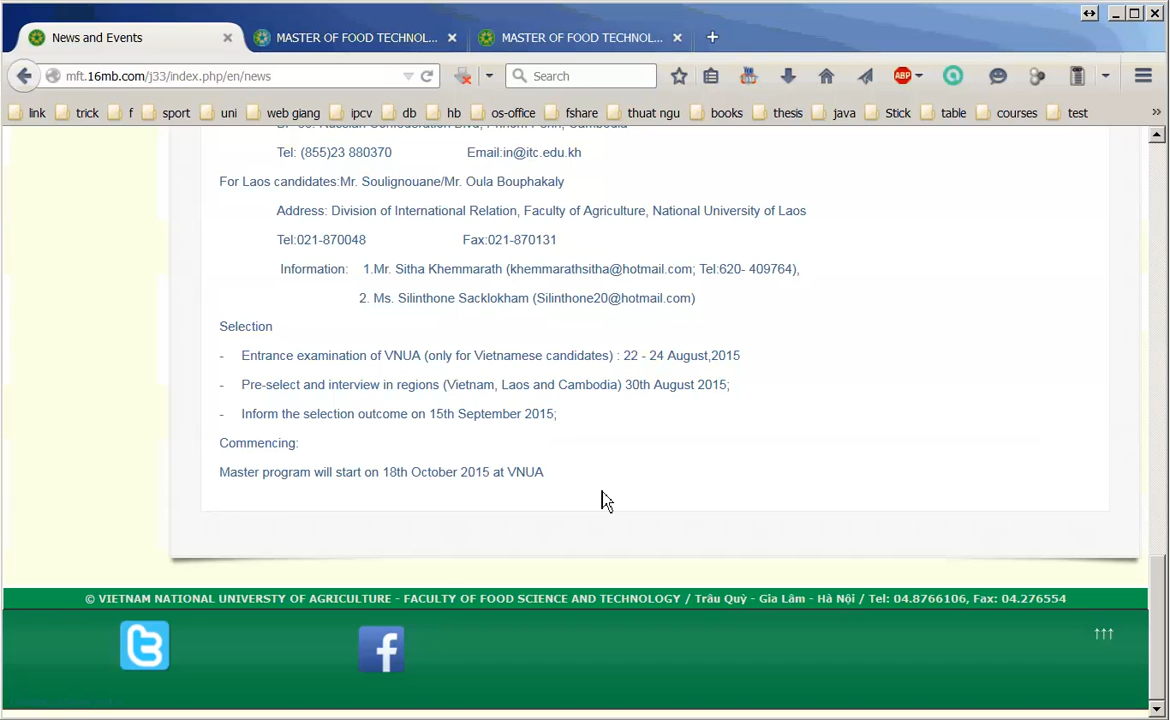 News and Events
MASTER OF FOOD TECHNOL...
MASTER OF FOOD TECHNOL...
mft.16mb.com/j33/index.php/en/news
Search
ABP
link trick f sport uni web giang ipcv db hb os-office fshare thuat ngu books thesis java Stick table courses test
Tel: (855)23 880370 Email:in@itc.edu.kh
For Laos candidates:Mr. Soulignouane/Mr. Oula Bouphakaly
Address: Division of International Relation, Faculty of Agriculture, National University of Laos
Tel:021-870048 Fax:021-870131
Information: 1.Mr. Sitha Khemmarath (khemmarathsitha@hotmail.com; Tel:620- 409764),
2. Ms. Silinthone Sacklokham (Silinthone20@hotmail.com)
Selection
- Entrance examination of VNUA (only for Vietnamese candidates) : 22 - 24 August,2015
- Pre-select and interview in regions (Vietnam, Laos and Cambodia) 30th August 2015;
- Inform the selection outcome on 15th September 2015;
Commencing:
Master program will start on 18th October 2015 at VNUA
© VIETNAM NATIONAL UNIVERSTY OF AGRICULTURE - FACULTY OF FOOD SCIENCE AND TECHNOLOGY / Trâu Quỳ - Gia Lâm - Hà Nội / Tel: 04.8766106, Fax: 04.276554
↑↑↑